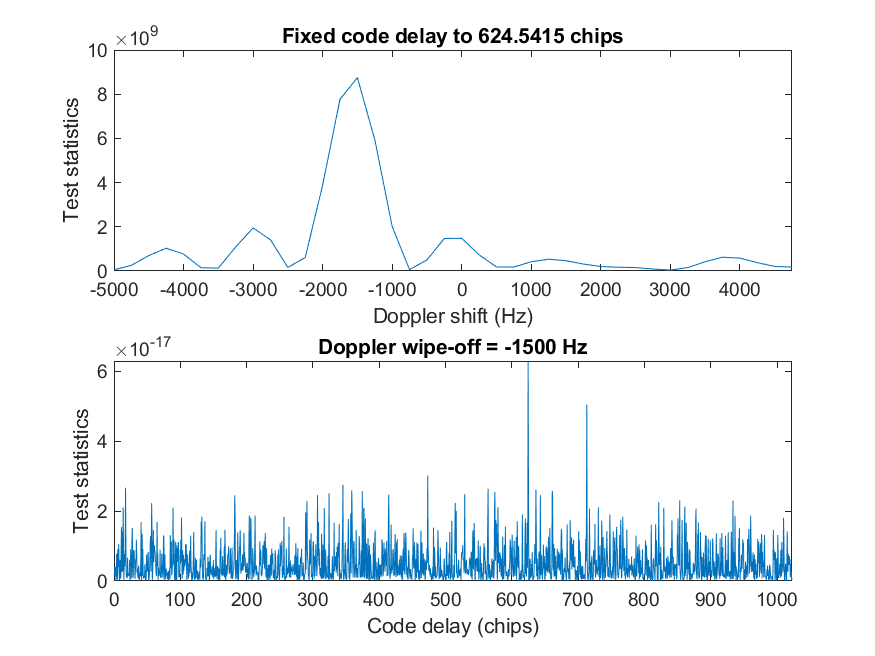 ×10⁹
Fixed code delay to 624.5415 chips
10
8
6
4
2
0
Test statistics
-5000 -4000 -3000 -2000 -1000 0 1000 2000 3000 4000
Doppler shift (Hz)
×10⁻¹⁷
Doppler wipe-off = -1500 Hz
6
4
2
0
Test statistics
0 100 200 300 400 500 600 700 800 900 1000
Code delay (chips)